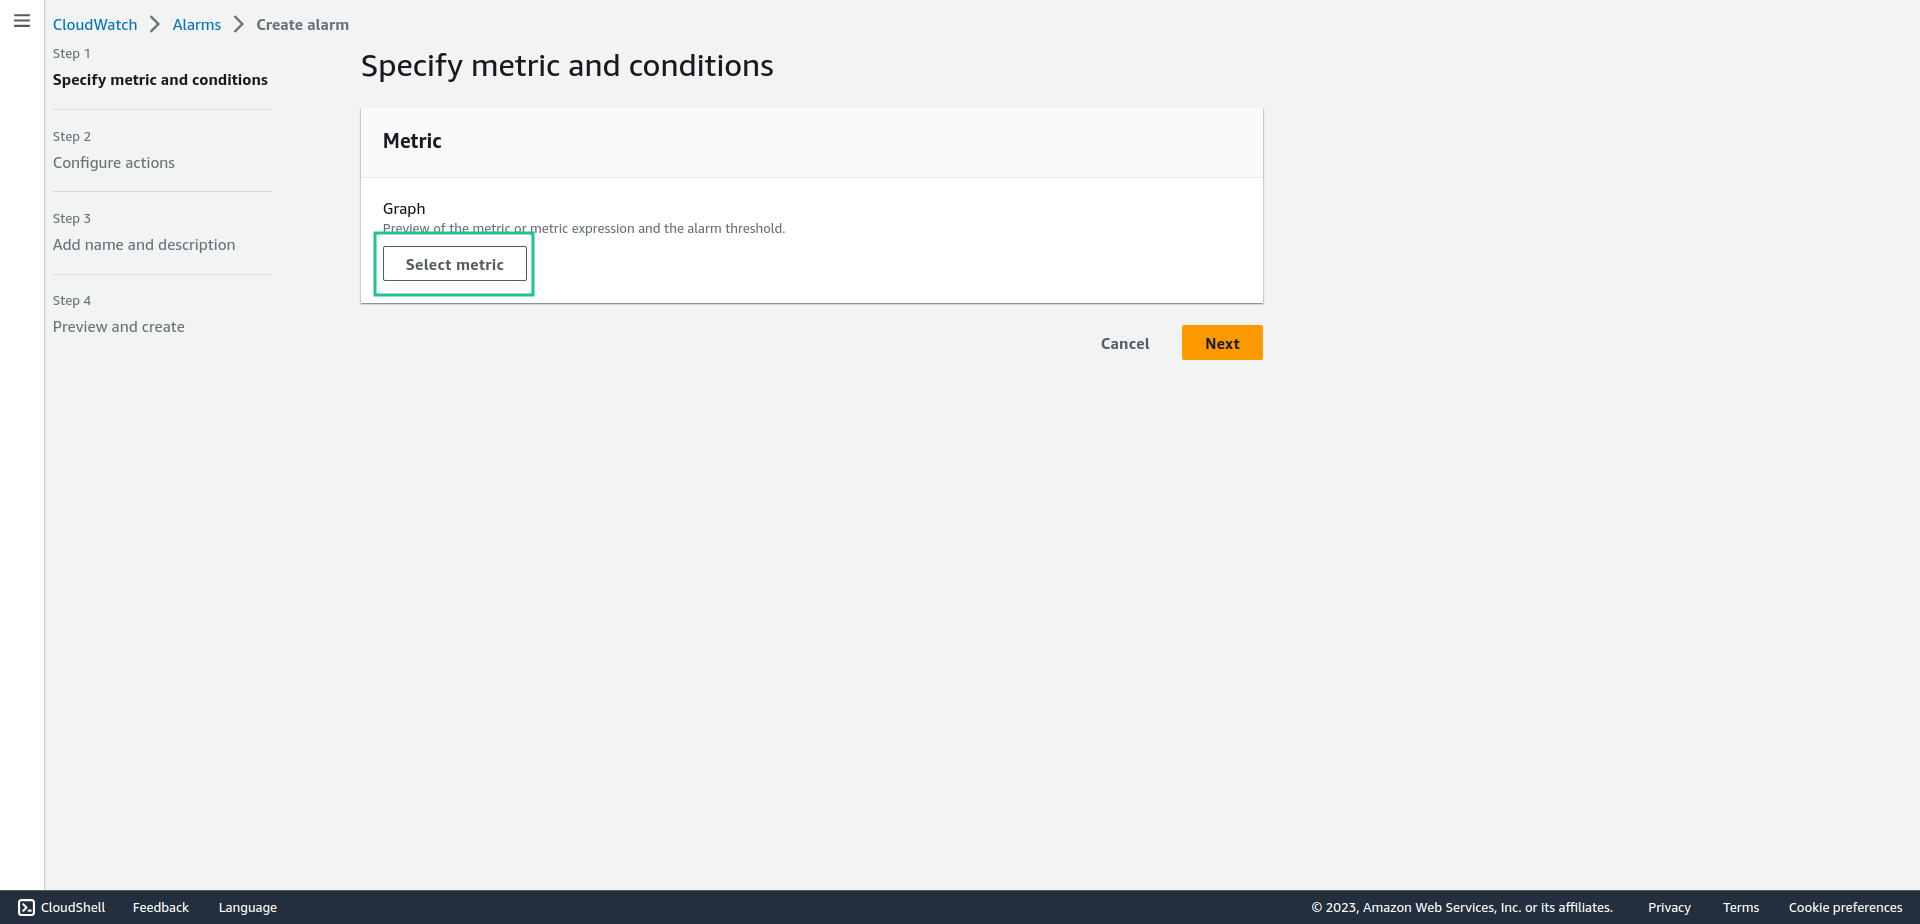 CloudWatch Alarms Create alarm
Step 1
Specify metric and conditions
Step 2
Configure actions
Step 3
Add name and description
Step 4
Preview and create
Specify metric and conditions
Metric
Graph
Preview of the metric or metric expression and the alarm threshold.
Select metric
Cancel Next
CloudShell Feedback Language © 2023, Amazon Web Services, Inc. or its affiliates. Privacy Terms Cookie preferences